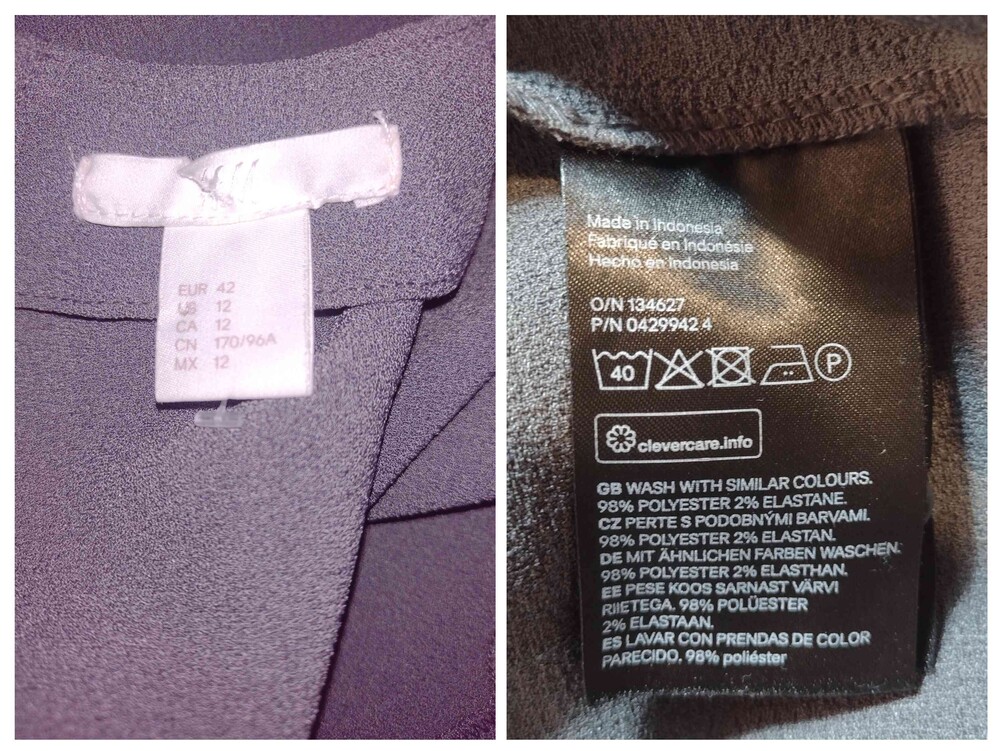 EUR 42
US 12
CA 12
CN 170/96A
MX 12
Made in Indonesia
Fabriqué en Indonésie
Hecho en Indonesia
O/N 134627
P/N 0429942 4
40
P
clevercare.info
GB WASH WITH SIMILAR COLOURS.
98% POLYESTER 2% ELASTANE.
CZ PERTE S PODOBNÝMI BARVAMI.
98% POLYESTER 2% ELASTAN.
DE MIT ÄHNLICHEN FARBEN WASCHEN.
98% POLYESTER 2% ELASTHAN.
EE PESE KOOS SARNAST VÄRVI
RIIETEGA. 98% POLÜESTER
2% ELASTAAN.
ES LAVAR CON PRENDAS DE COLOR
PARECIDO. 98% poliéster